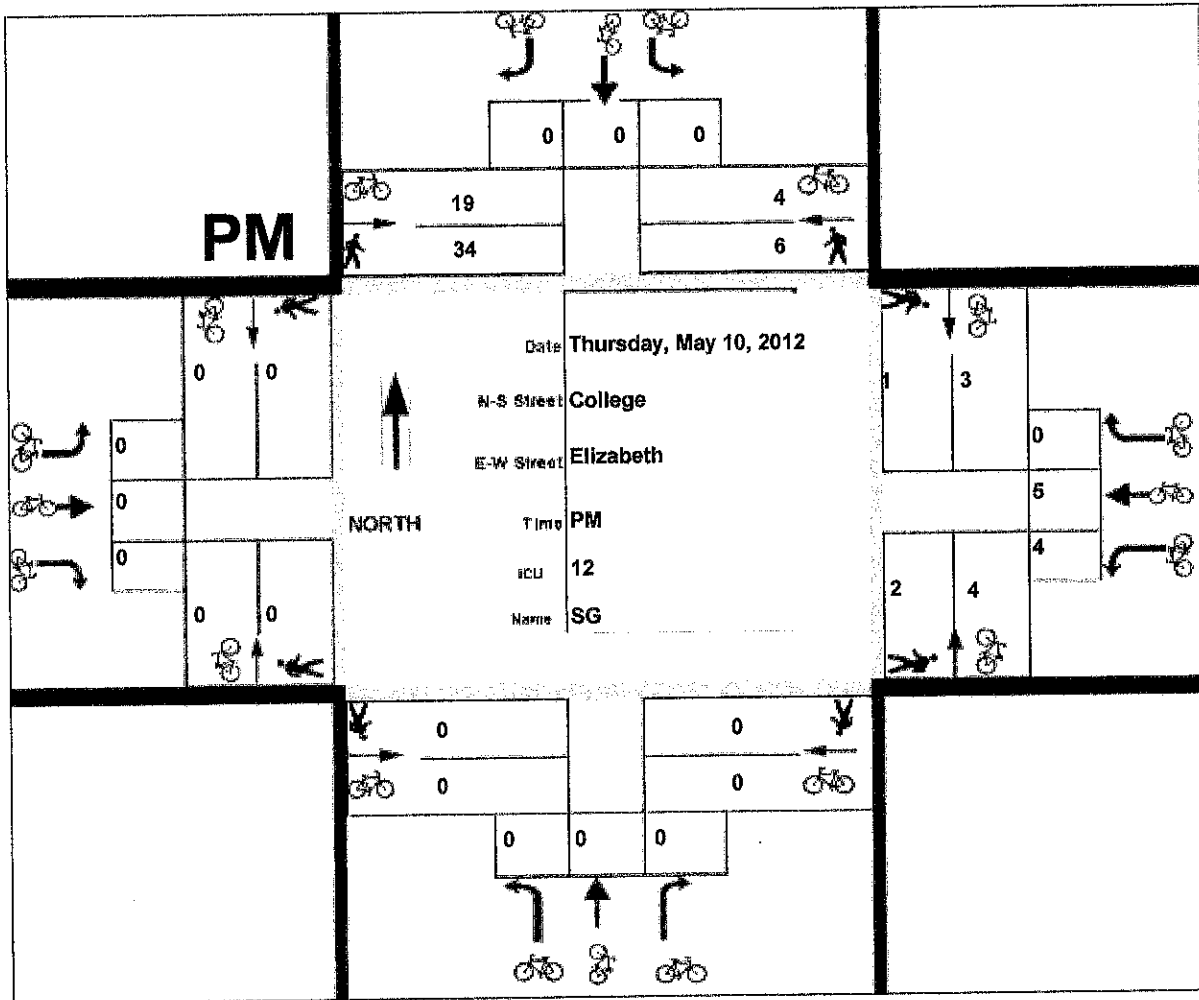 0 0 0
19 4
PM
34 6
Date Thursday, May 10, 2012
0 0 1 3
N-S Street College
0 0
E-W Street Elizabeth
0 5
NORTH Time PM
0 4
ICU 12
2 4
Name SG
0 0
0 0
0 0
0 0 0